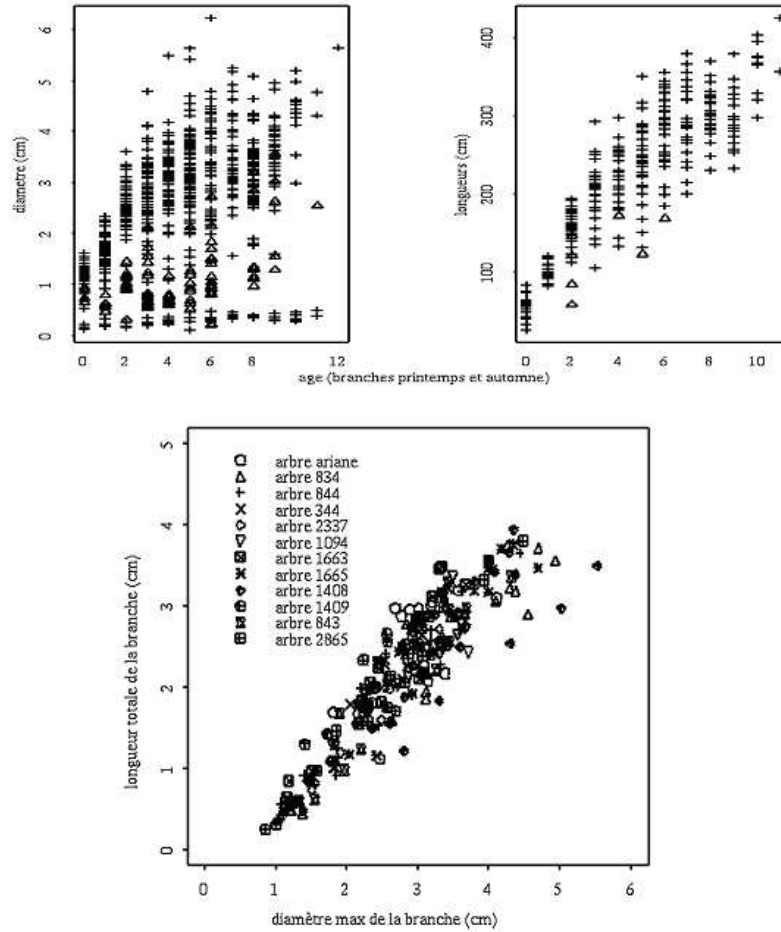 diametre (cm)
6
5
4
3
2
1
0
0 2 4 6 8 12
longueurs (cm)
400
300
200
100
0 2 4 6 8 10
age (branches printemps et automne)
longueur totale de la branche (cm)
5
4
3
2
1
0
arbre ariane
arbre 834
arbre 844
arbre 344
arbre 2337
arbre 1094
arbre 1663
arbre 1665
arbre 1408
arbre 1409
arbre 843
arbre 2865
0 1 2 3 4 5 6
diamètre max de la branche (cm)